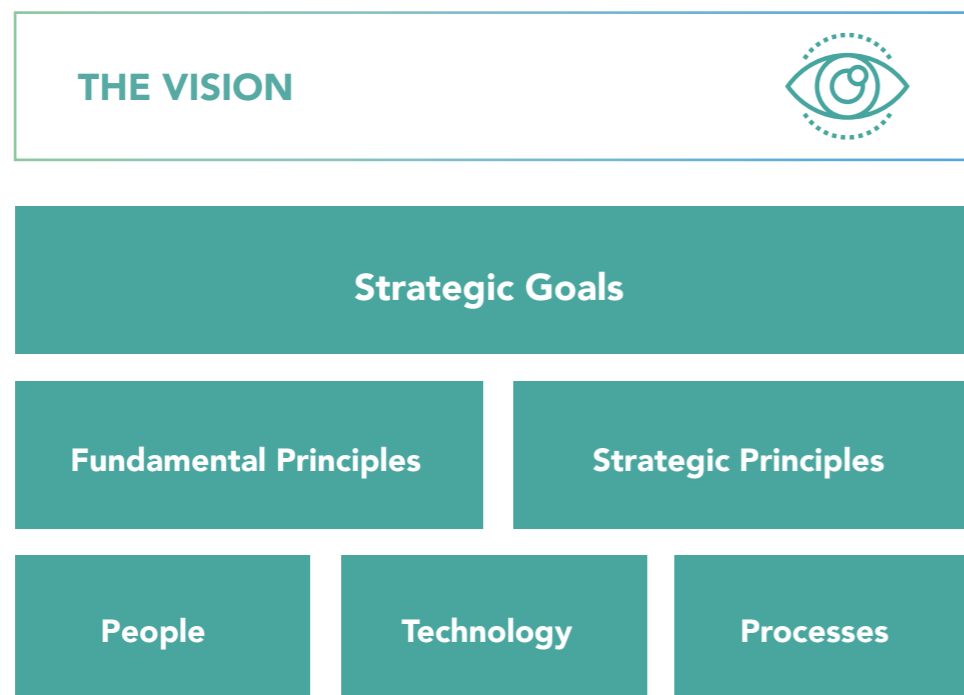 THE VISION
Strategic Goals
Fundamental Principles
Strategic Principles
People
Technology
Processes